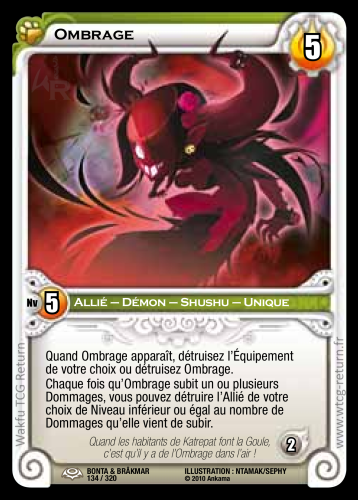 OMBRAGE
5
Nv 5 ALLIÉ – DÉMON – SHUSHU – UNIQUE
Quand Ombrage apparaît, détruisez l'Équipement
de votre choix ou détruisez Ombrage.
Chaque fois qu'Ombrage subit un ou plusieurs
Dommages, vous pouvez détruire l'Allié de votre
choix de Niveau inférieur ou égal au nombre de
Dommages qu'elle vient de subir.
Quand les habitants de Katrepat font la Goule,
c'est qu'il y a de l'Ombrage dans l'air !
2
BONTA & BRÂKMAR
134 / 320
ILLUSTRATION : NTAMAK/SEPHY
© 2010 Ankama
Wakfu TCG Return
www.wtcg-return.fr